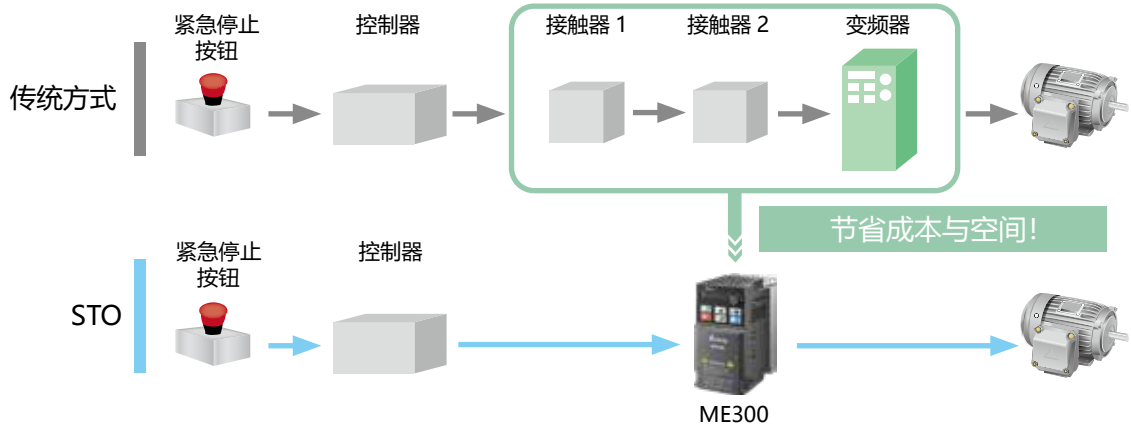 紧急停止
按钮
控制器
接触器 1
接触器 2
变频器
传统方式
节省成本与空间！
紧急停止
按钮
控制器
STO
ME300